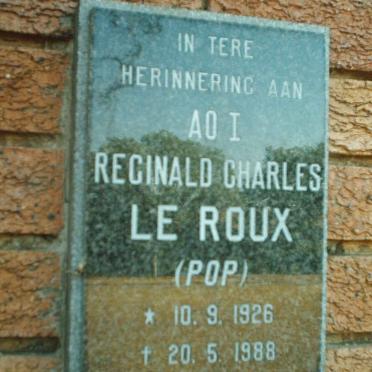 IN TERE
HERINNERING AAN
AO I
REGINALD CHARLES
LE ROUX
(POP)
* 10. 9. 1926
† 20. 5. 1988